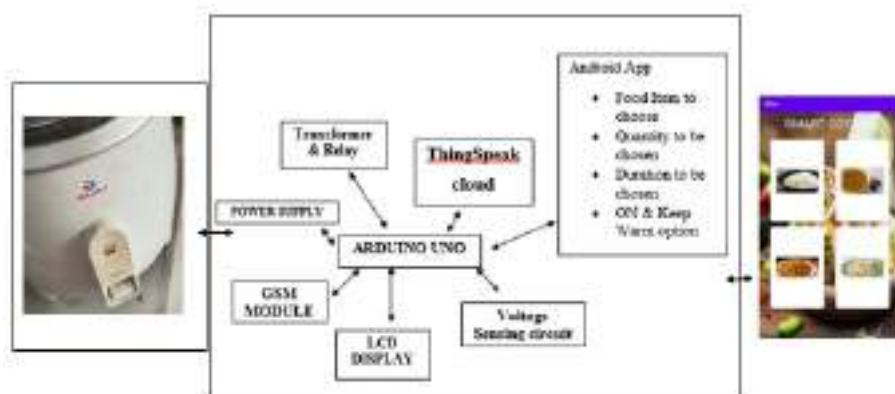 Android App
• Food Item to
choose
• Quantity to be
chosen
• Duration to be
chosen
• ON & Keep
Warm option
Transformer
& Relay
ThingSpeak
cloud
POWER SUPPLY
ARDUINO UNO
GSM
MODULE
LCD
DISPLAY
Voltage
Sensing circuit
SMART